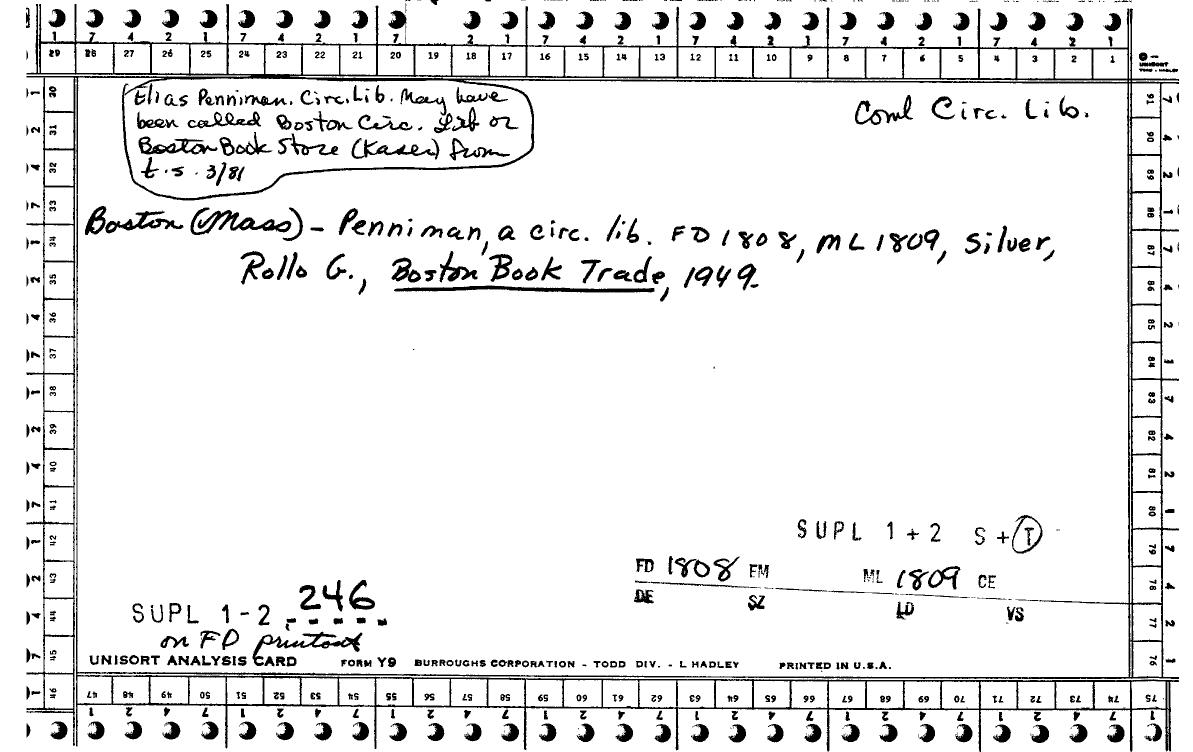 1 7 4 2 1 7 4 2 1 7 4 2 1 7 2 1 7 4 2 1 7 4 2 1 7 4 2 1
29 28 27 26 25 24 23 22 21 20 19 18 17 16 15 14 13 12 11 10 9 8 7 6 5 4 3 2 1
UNISORT
Elias Penniman. Circ. Lib. May have
been called Boston Circ. Lib or
Boston Book Store (Kaser) from
t.s. 3/81
Coml Circ. Lib.
Boston (Mass) - Penniman, a circ. lib. FD 1808, ML 1809, Silver,
Rollo G., Boston Book Trade, 1949.
SUPL 1 + 2 S + T
FD 1808 EM ML 1809 CE
DE SZ LD VS
SUPL 1-2 246
on FD printout
UNISORT ANALYSIS CARD FORM Y9 BURROUGHS CORPORATION - TODD DIV. - L HADLEY PRINTED IN U.S.A.
30 31 32 33 34 35 36 37 38 39 40 41 42 43 44 45 46
91 90 89 88 87 86 85 84 83 82 81 80 79 78 77 76 75
47 48 49 50 51 52 53 54 55 56 57 58 59 60 61 62 63 64 65 66 67 68 69 70 71 72 73 74
1 2 4 7 1 2 4 7 1 2 4 7 1 2 4 7 1 2 4 7 1 2 4 7 1 2 4 7